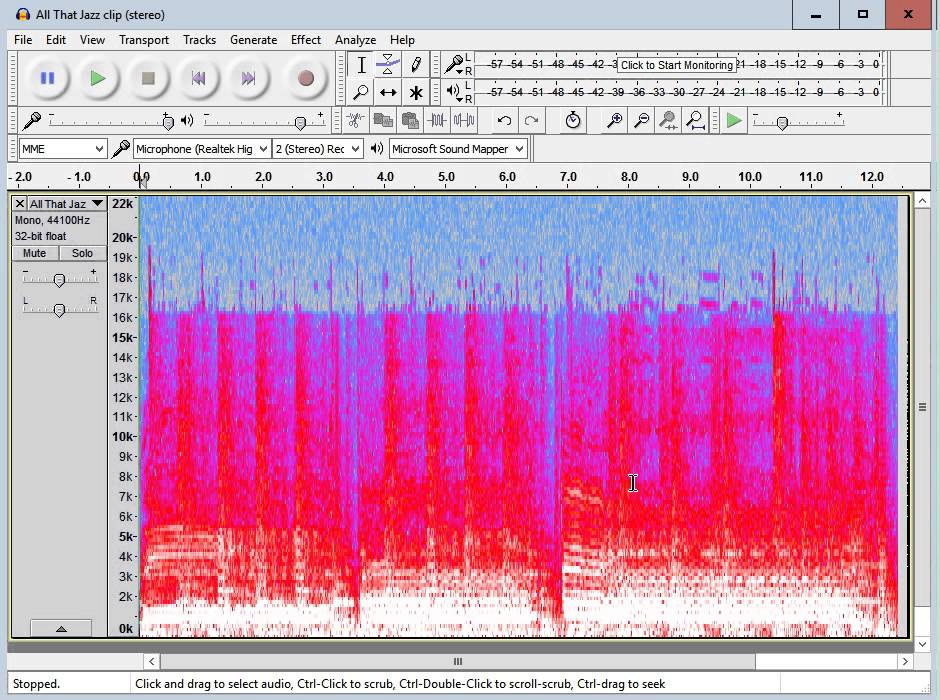 All That Jazz clip (stereo)
File Edit View Transport Tracks Generate Effect Analyze Help
L R -57 -54 -51 -48 -45 -42 -3 Click to Start Monitoring 21 -18 -15 -12 -9 -6 -3 0
L R -57 -54 -51 -48 -45 -42 -39 -36 -33 -30 -27 -24 -21 -18 -15 -12 -9 -6 -3 0
- + - + - +
MME Microphone (Realtek Hig 2 (Stereo) Rec Microsoft Sound Mapper
- 2.0 - 1.0 0.0 1.0 2.0 3.0 4.0 5.0 6.0 7.0 8.0 9.0 10.0 11.0 12.0
X All That Jaz
Mono, 44100Hz
32-bit float
Mute Solo
- +
L R
22k
20k
19k
18k
17k
16k
15k
14k
13k
12k
11k
10k
9k
8k
7k
6k
5k
4k
3k
2k
0k
Stopped. Click and drag to select audio, Ctrl-Click to scrub, Ctrl-Double-Click to scroll-scrub, Ctrl-drag to seek